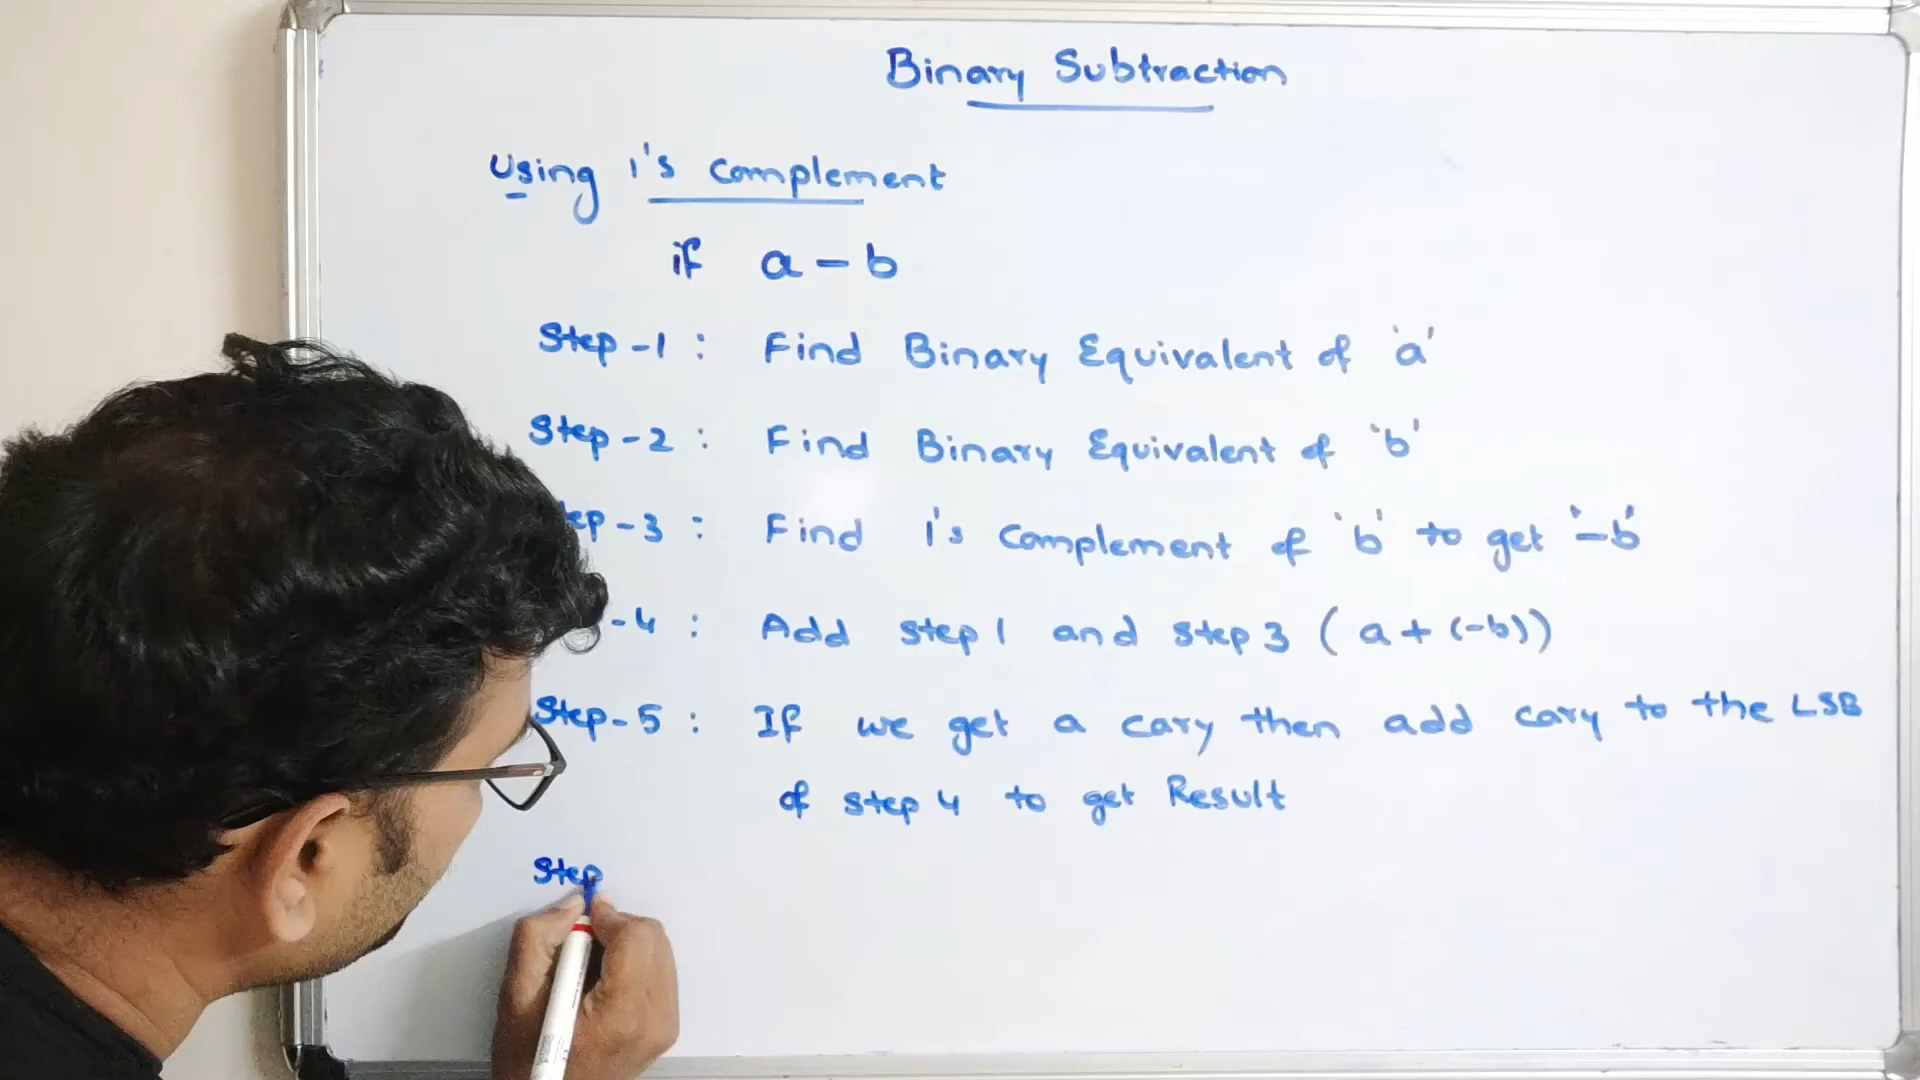 Binary Subtraction
Using 1's complement
if a - b
Step-1: Find Binary Equivalent of 'a'
Step-2: Find Binary Equivalent of 'b'
ep-3: Find 1's complement of 'b' to get '-b'
-4: Add step 1 and step 3 (a+(-b))
Step-5: If we get a cary then add cary to the LSB
of step 4 to get Result
Step